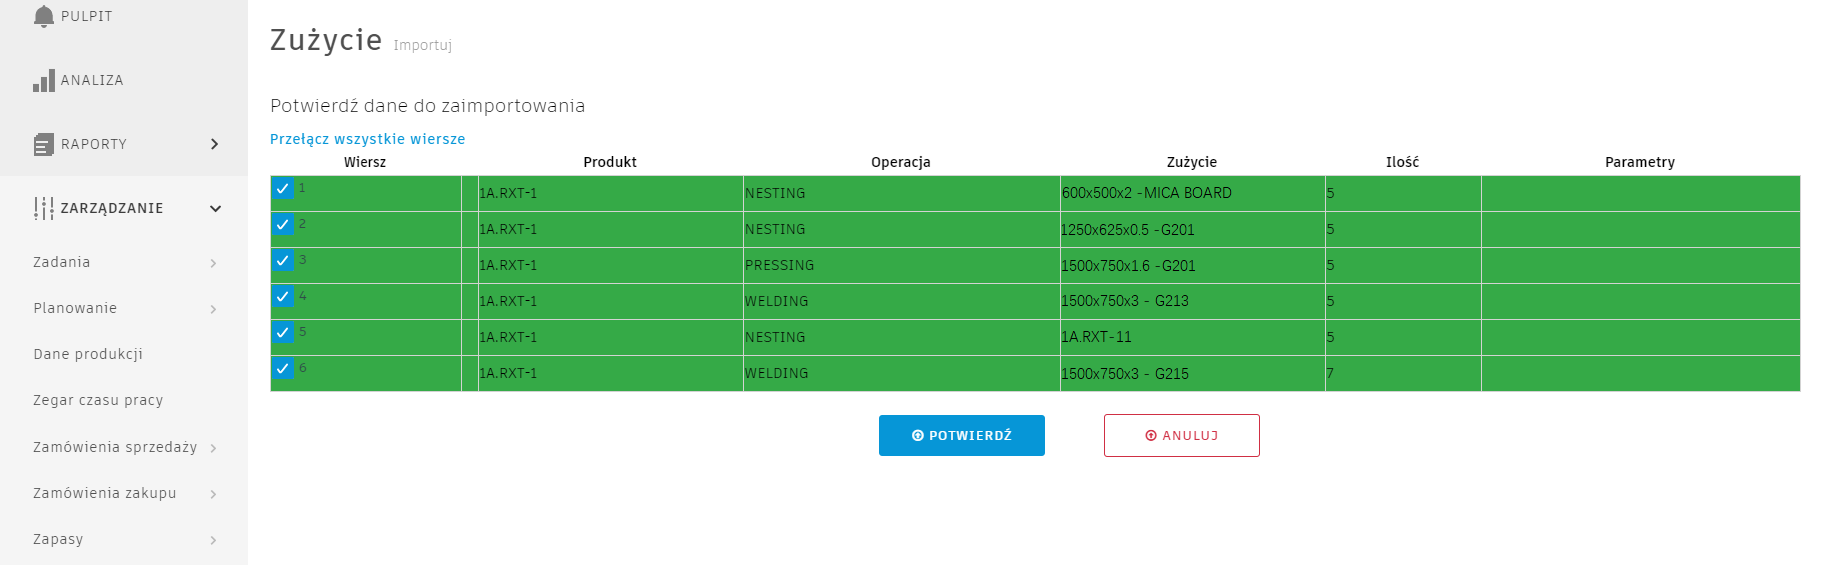 PULPIT
ANALIZA
RAPORTY
ZARZĄDZANIE
Zadania
Planowanie
Dane produkcji
Zegar czasu pracy
Zamówienia sprzedaży
Zamówienia zakupu
Zapasy
Zużycie Importuj
Potwierdź dane do zaimportowania
Przełącz wszystkie wiersze
Wiersz Produkt Operacja Zużycie Ilość Parametry
1 1A.RXT-1 NESTING 600x500x2 -MICA BOARD 5
2 1A.RXT-1 NESTING 1250x625x0.5 -G201 5
3 1A.RXT-1 PRESSING 1500x750x1.6 -G201 5
4 1A.RXT-1 WELDING 1500x750x3 - G213 5
5 1A.RXT-1 NESTING 1A.RXT-11 5
6 1A.RXT-1 WELDING 1500x750x3 - G215 7
POTWIERDŹ ANULUJ